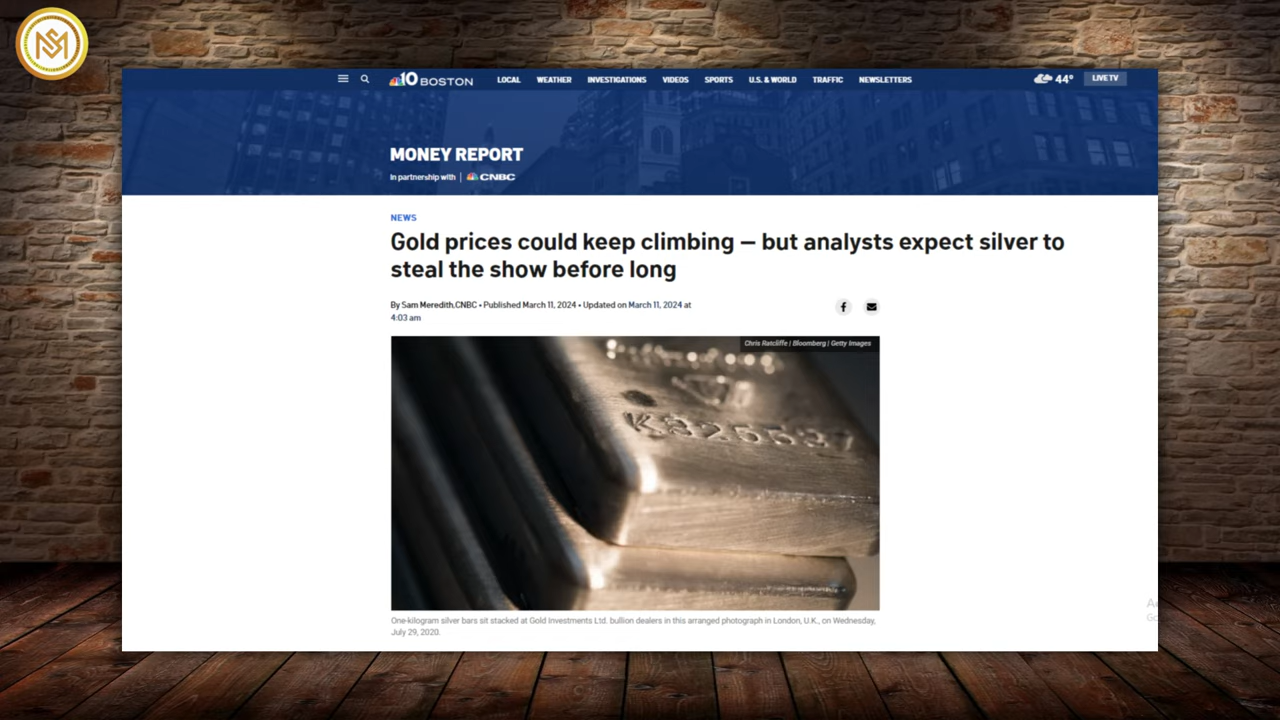 SM
10 BOSTON
LOCAL WEATHER INVESTIGATIONS VIDEOS SPORTS U.S. & WORLD TRAFFIC NEWSLETTERS
44°
LIVE TV
MONEY REPORT
In partnership with | CNBC
NEWS
Gold prices could keep climbing — but analysts expect silver to
steal the show before long
By Sam Meredith,CNBC • Published March 11, 2024 • Updated on March 11, 2024 at
4:03 am
Chris Ratcliffe | Bloomberg | Getty Images
One-kilogram silver bars sit stacked at Gold Investments Ltd. bullion dealers in this arranged photograph in London, U.K., on Wednesday,
July 29, 2020.